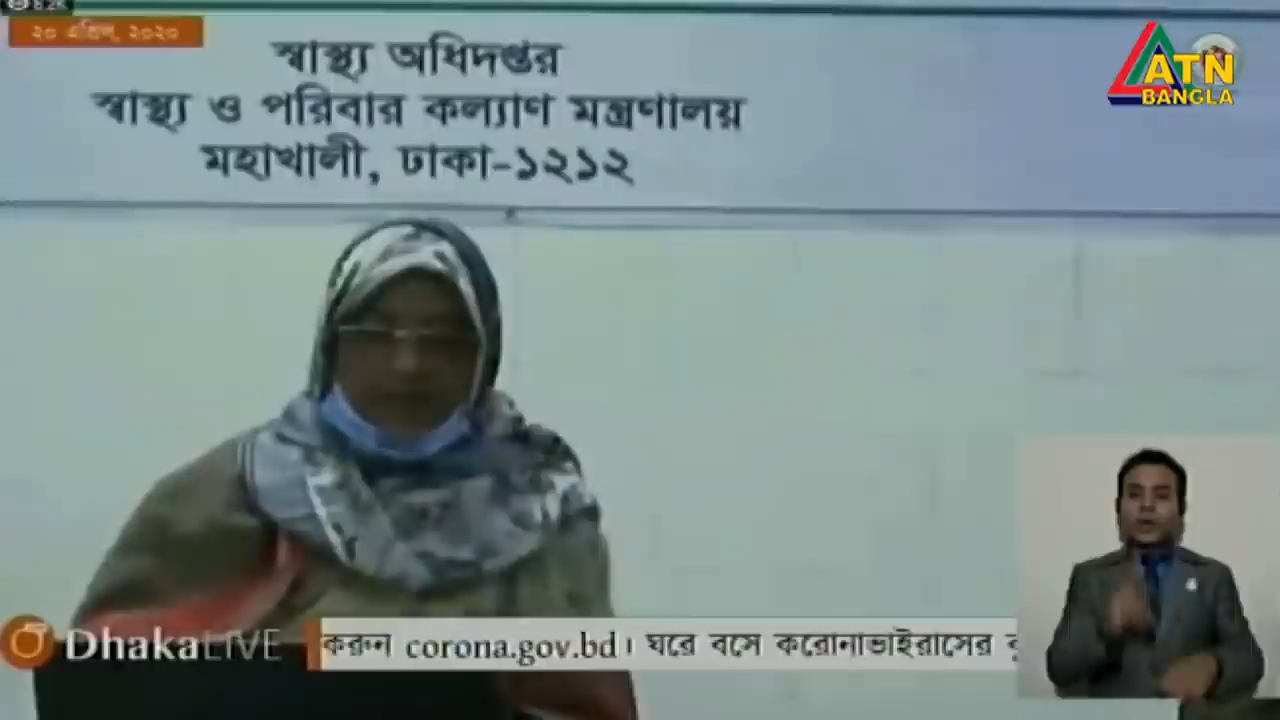 ২০ এপ্রিল, ২০২০
স্বাস্থ্য অধিদপ্তর
স্বাস্থ্য ও পরিবার কল্যাণ মন্ত্রণালয়
মহাখালী, ঢাকা-১২১২
ATN
BANGLA
DhakaLIVE
করুন corona.gov.bd। ঘরে বসে করোনাভাইরাসের